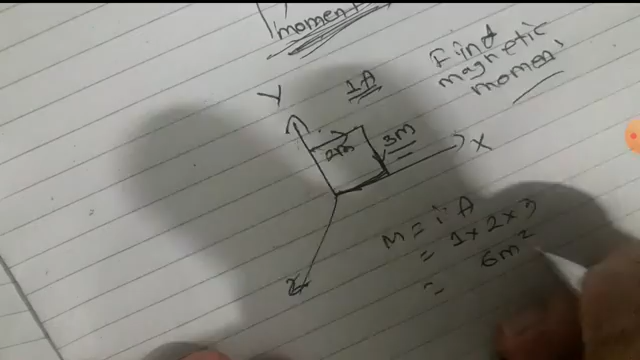 moment
Find
magnetic
moment
Y
1A
2m
3m
X
Z
M = i A
= 1 × 2 × 3
= 6m²